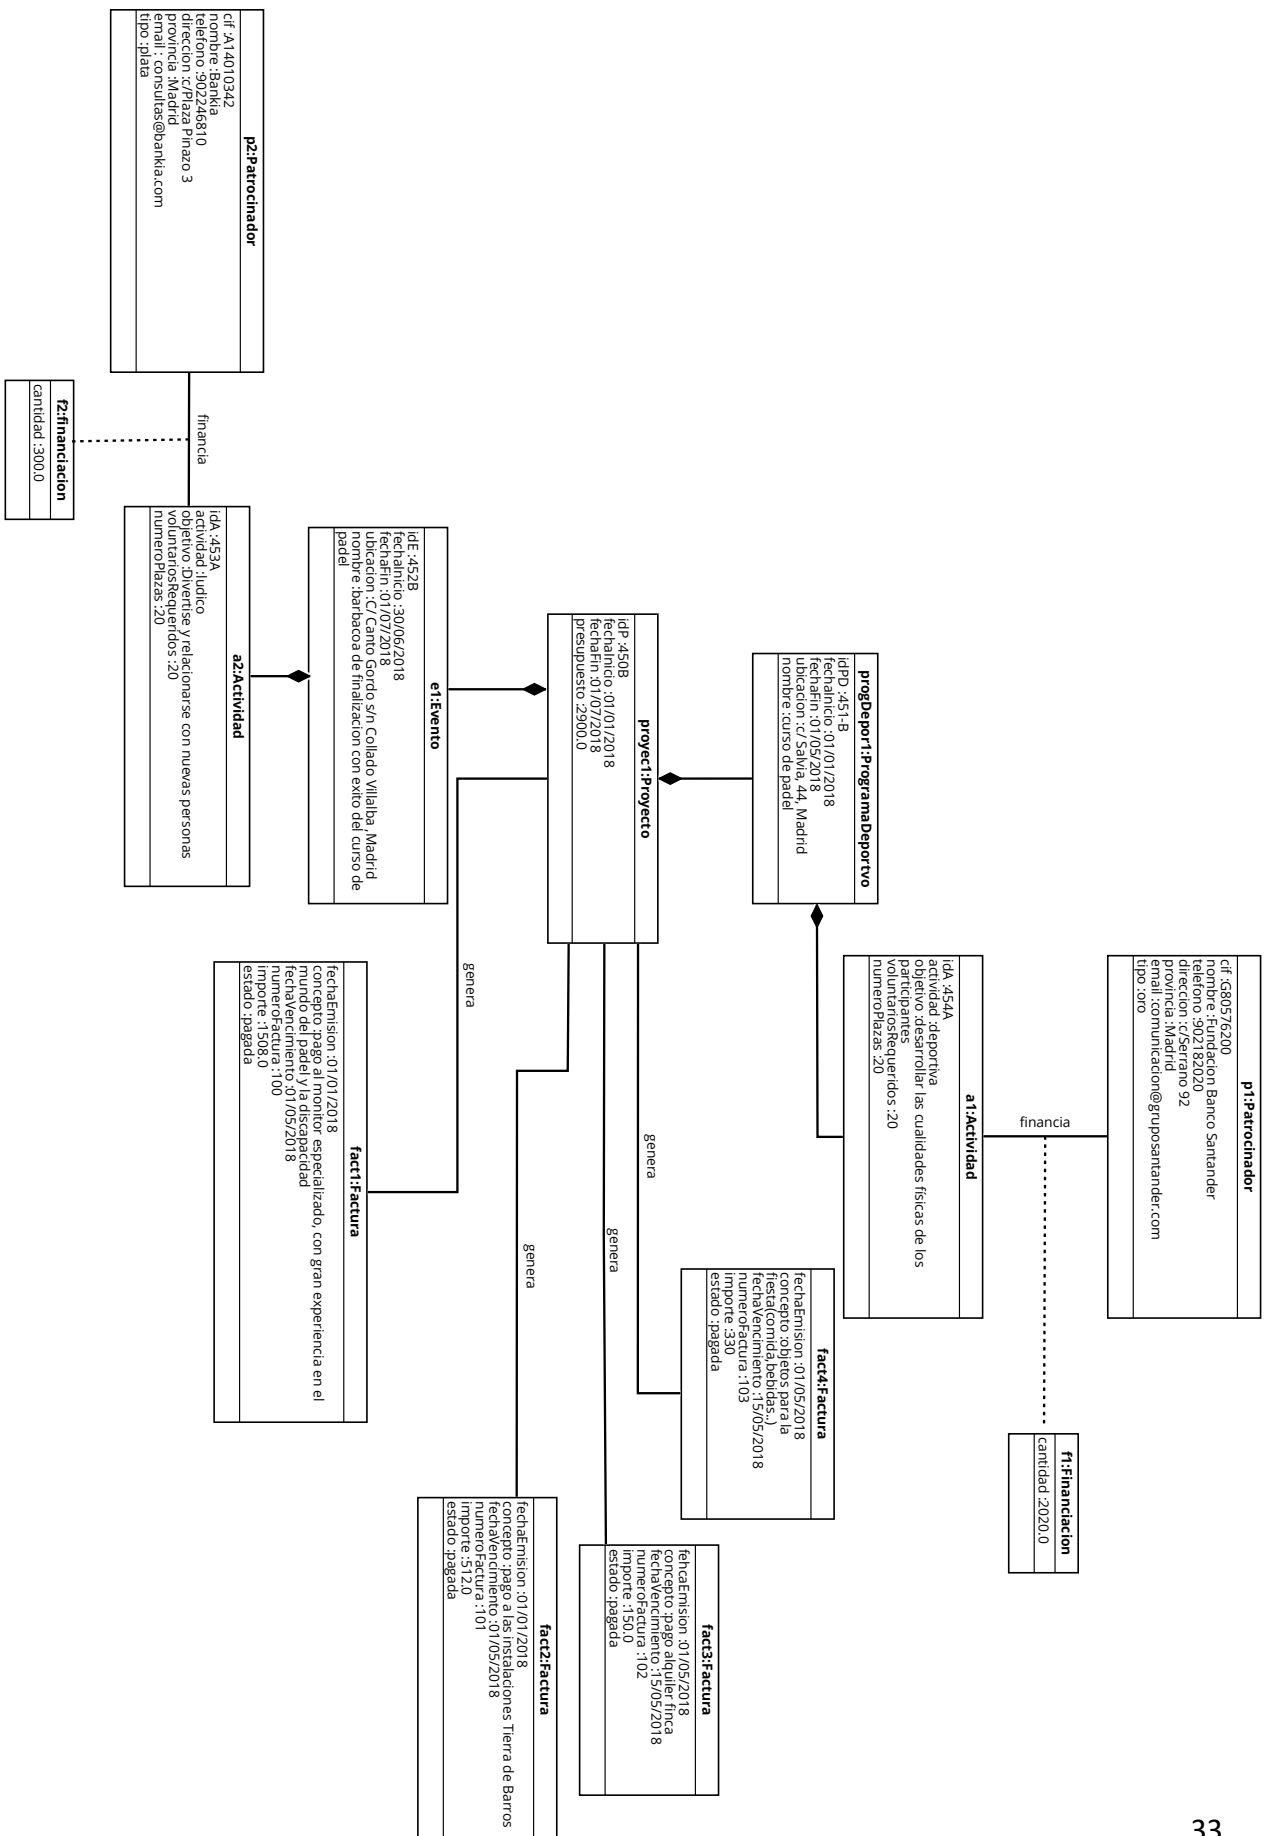 p1:Patrocinador
cif :G80576200
nombre :Fundacion Banco Santander
telefono :902182020
direccion :c/Serrano 92
provincia :Madrid
email :comunicacion@gruposantander.com
tipo :oro
f1:Financiacion
cantidad :2020.0
financia
a1:Actividad
idA :454A
actividad :deportiva
objetivo :desarrollar las cualidades físicas de los
participantes
voluntariosRequeridos :20
numeroPlazas :20
progDepor1:ProgramaDeportvo
idPD :451-B
fechaInicio :01/01/2018
fechaFin :01/05/2018
ubicacion :c/ Salvia, 44, Madrid
nombre :curso de padel
fact4:Factura
fechaEmision :01/05/2018
concepto :objetos para la
fiesta(comida,bebidas..)
fechaVencimiento :15/05/2018
numeroFactura :103
importe :330
estado :pagada
fact3:Factura
fehcaEmision :01/05/2018
concepto :pago alquiler finca
fechaVencimiento :15/05/2018
numeroFactura :102
importe :150.0
estado :pagada
proyec1:Proyecto
idP :450B
fechaInicio :01/01/2018
fechaFin :01/07/2018
presupuesto :2900.0
genera
genera
genera
genera
fact2:Factura
fechaEmision :01/01/2018
concepto :pago a las instalaciones Tierra de Barros
fechaVencimiento :01/05/2018
numeroFactura :101
importe :512.0
estado :pagada
e1:Evento
idE :452B
fechaInicio :30/06/2018
fechaFin :01/07/2018
ubicacion :C/ Canto Gordo s/n Collado Villalba ,Madrid
nombre :barbacoa de finalizacion con exito del curso de
padel
fact1:Factura
fechaEmision :01/01/2018
concepto :pago al monitor especializado, con gran experiencia en el
mundo del padel y la discapacidad
fechaVencimiento :01/05/2018
numeroFactura :100
importe :1508.0
estado :pagada
p2:Patrocinador
cif :A14010342
nombre :Bankia
telefono :902246810
direccion :c/Plaza Pinazo 3
provincia :Madrid
email : consultas@bankia.com
tipo :plata
financia
a2:Actividad
idA :453A
actividad :ludico
objetivo :Divertise y relacionarse con nuevas personas
voluntariosRequeridos :20
numeroPlazas :20
f2:financiacion
cantidad :300.0
33